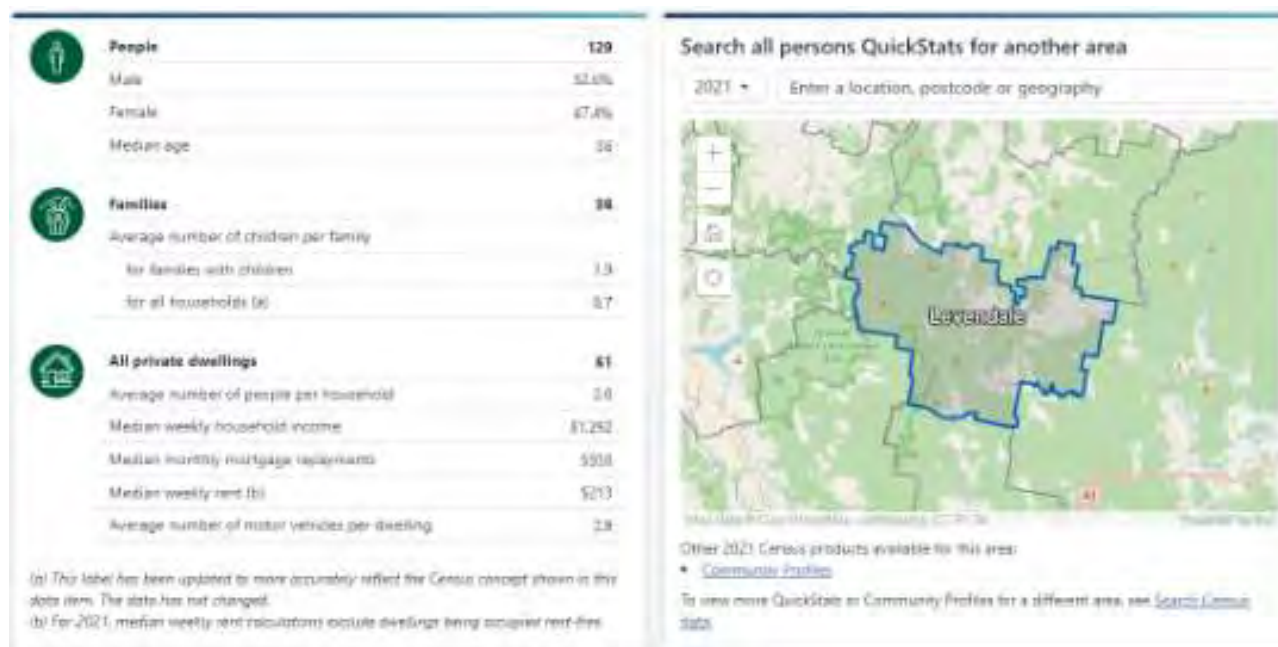 People 129
Male
Female 47.4%
Median age
Families
Average number of children per family
for families with children 1.9
for all households (a) 0.7
All private dwellings 61
Average number of people per household
Median weekly household income $1,292
Median monthly mortgage repayments
Median weekly rent (b) $213
Average number of motor vehicles per dwelling 2.8
(a) This label has been updated to more accurately reflect the Census concept shown in this
data item. The data has not changed.
(b) For 2021, median weekly rent calculations exclude dwellings being occupied rent-free.
Search all persons QuickStats for another area
2021 Enter a location, postcode or geography
+
−
Levendale
A1
Other 2021 Census products available for this area:
• Community Profiles
To view more QuickStats or Community Profiles for a different area, see Search Census
data